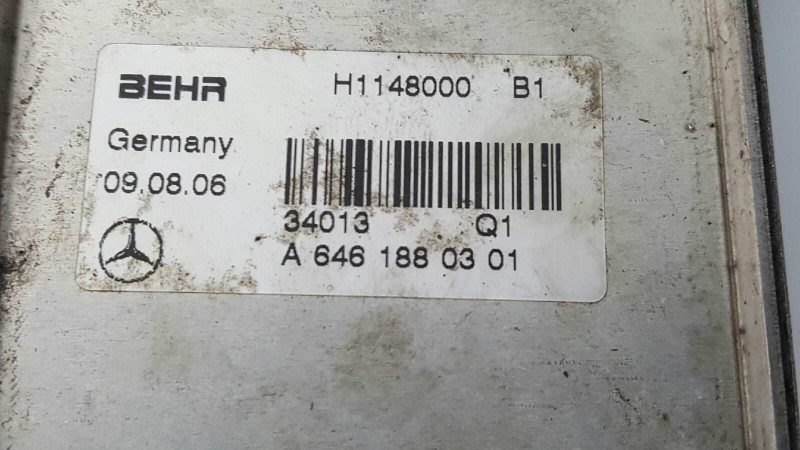 BEHR H1148000 B1
Germany
09.08.06
34013 Q1
A 646 188 03 01